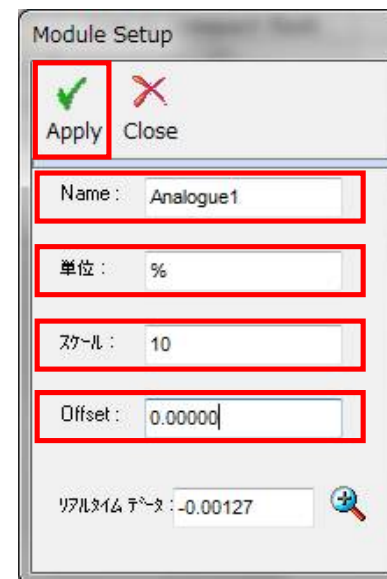 Module Setup
Apply Close
Name : Analogue1
単位 : %
ｽｹｰﾙ : 10
Offset : 0.00000
ﾘｱﾙﾀｲﾑ ﾃﾞｰﾀ : -0.00127